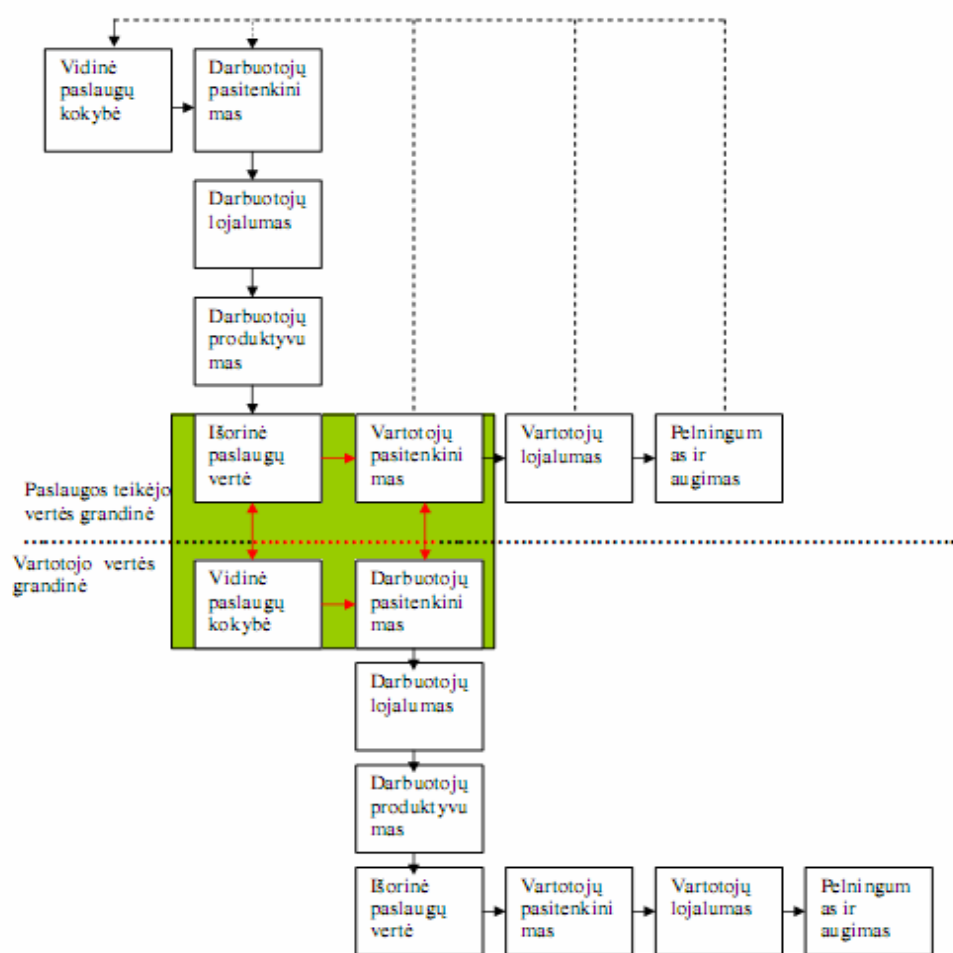 Vidinė
paslaugų
kokybė
Darbuotojų
pasitenkini
mas
Darbuotojų
lojalumas
Darbuotojų
produktyvu
mas
Išorinė
paslaugų
vertė
Vartotojų
pasitenkini
mas
Vartotojų
lojalumas
Pelningum
as ir
augimas
Paslaugos teikėjo
vertės grandinė
Vartotojo vertės
grandinė
Vidinė
paslaugų
kokybė
Darbuotojų
pasitenkini
mas
Darbuotojų
lojalumas
Darbuotojų
produktyvu
mas
Išorinė
paslaugų
vertė
Vartotojų
pasitenkini
mas
Vartotojų
lojalumas
Pelningum
as ir
augimas